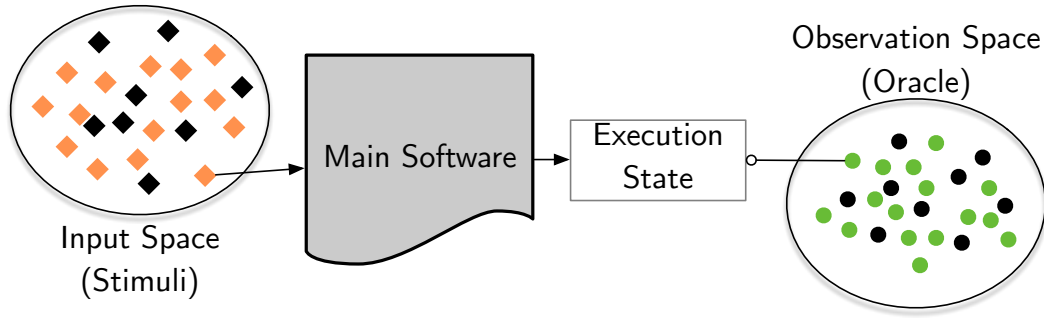 Input Space
(Stimuli)
Main Software
Execution
State
Observation Space
(Oracle)